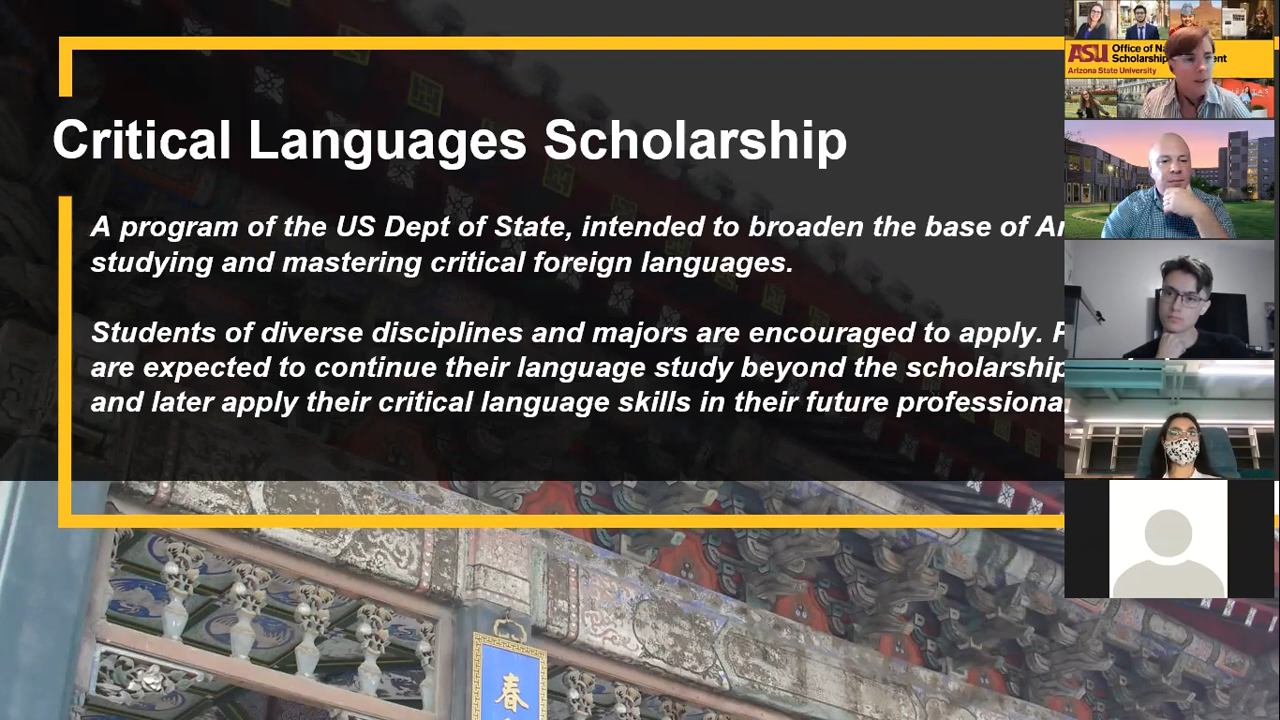 Critical Languages Scholarship
A program of the US Dept of State, intended to broaden the base of
studying and mastering critical foreign languages.
Students of diverse disciplines and majors are encouraged to apply.
are expected to continue their language study beyond the scholarship
and later apply their critical language skills in their future
春
ASU Office of
Scholarship
Arizona State University